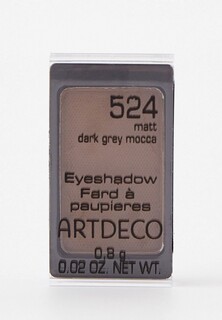 524
matt
dark grey mocca
Eyeshadow
Fard à
paupieres
ARTDECO
0,8 g
0.02 OZ. NET WT.